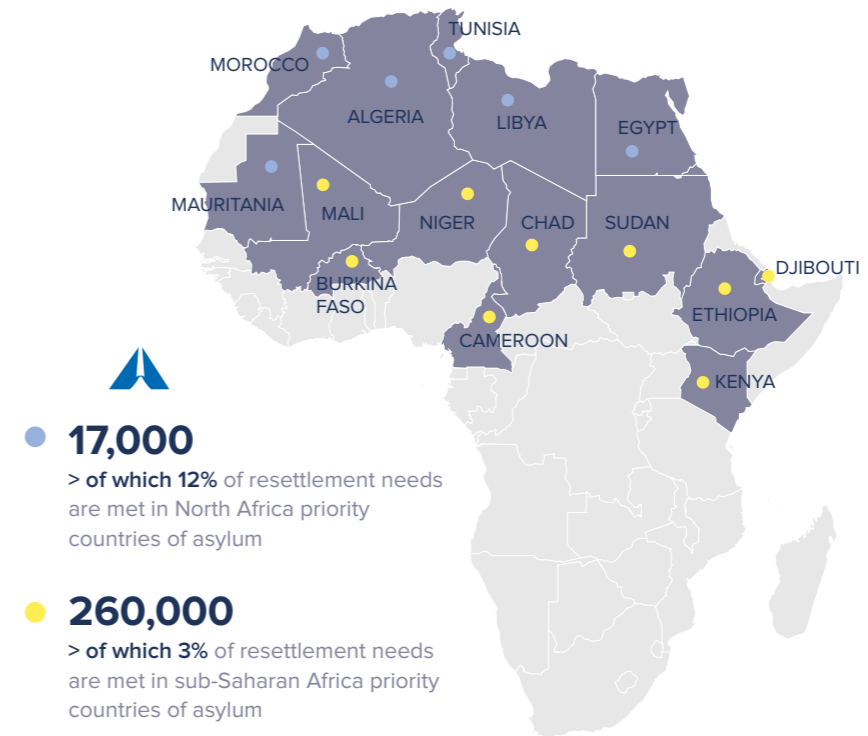 TUNISIA
MOROCCO
ALGERIA
LIBYA
EGYPT
MAURITANIA
MALI
NIGER
CHAD
SUDAN
DJIBOUTI
BURKINA
FASO
ETHIOPIA
CAMEROON
KENYA
17,000
> of which 12% of resettlement needs
are met in North Africa priority
countries of asylum
260,000
> of which 3% of resettlement needs
are met in sub-Saharan Africa priority
countries of asylum